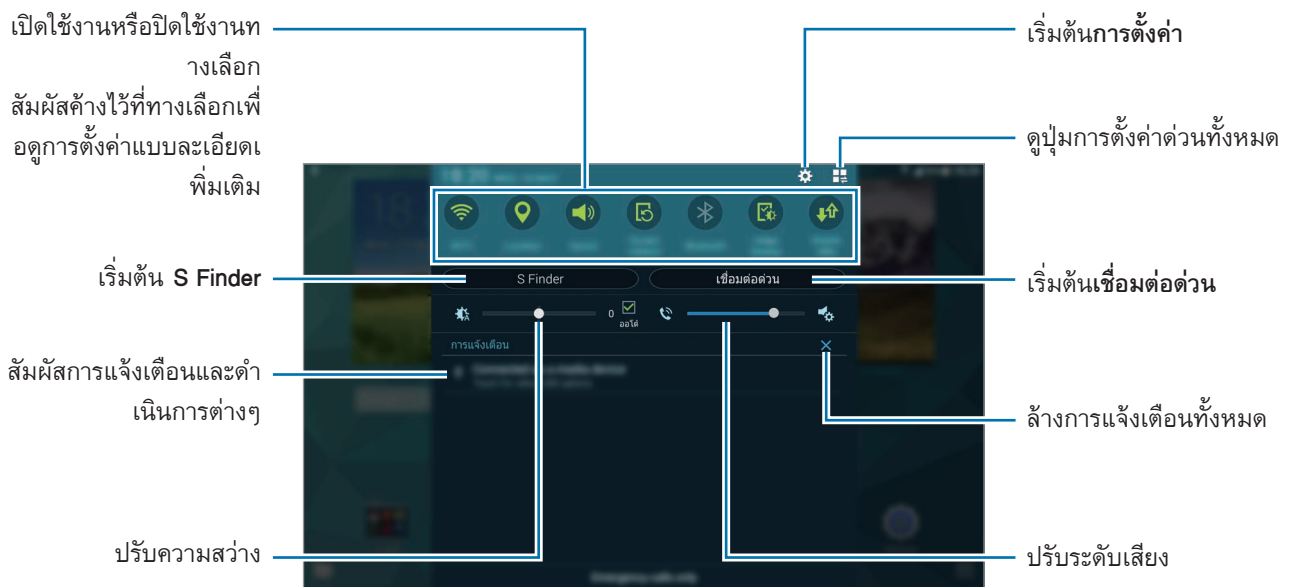 เปิดใช้งานหรือปิดใช้งานท
างเลือก
สัมผัสค้างไว้ที่ทางเลือกเพื่
อดูการตั้งค่าแบบละเอียดเ
พิ่มเติม
เริ่มต้นการตั้งค่า
ดูปุ่มการตั้งค่าด่วนทั้งหมด
18:20
เริ่มต้น S Finder
S Finder
เชื่อมต่อด่วน
เริ่มต้นเชื่อมต่อด่วน
0
ออโต้
การแจ้งเตือน
สัมผัสการแจ้งเตือนและดำ
เนินการต่างๆ
Connected as a media device
ล้างการแจ้งเตือนทั้งหมด
ปรับความสว่าง
ปรับระดับเสียง
Emergency calls only